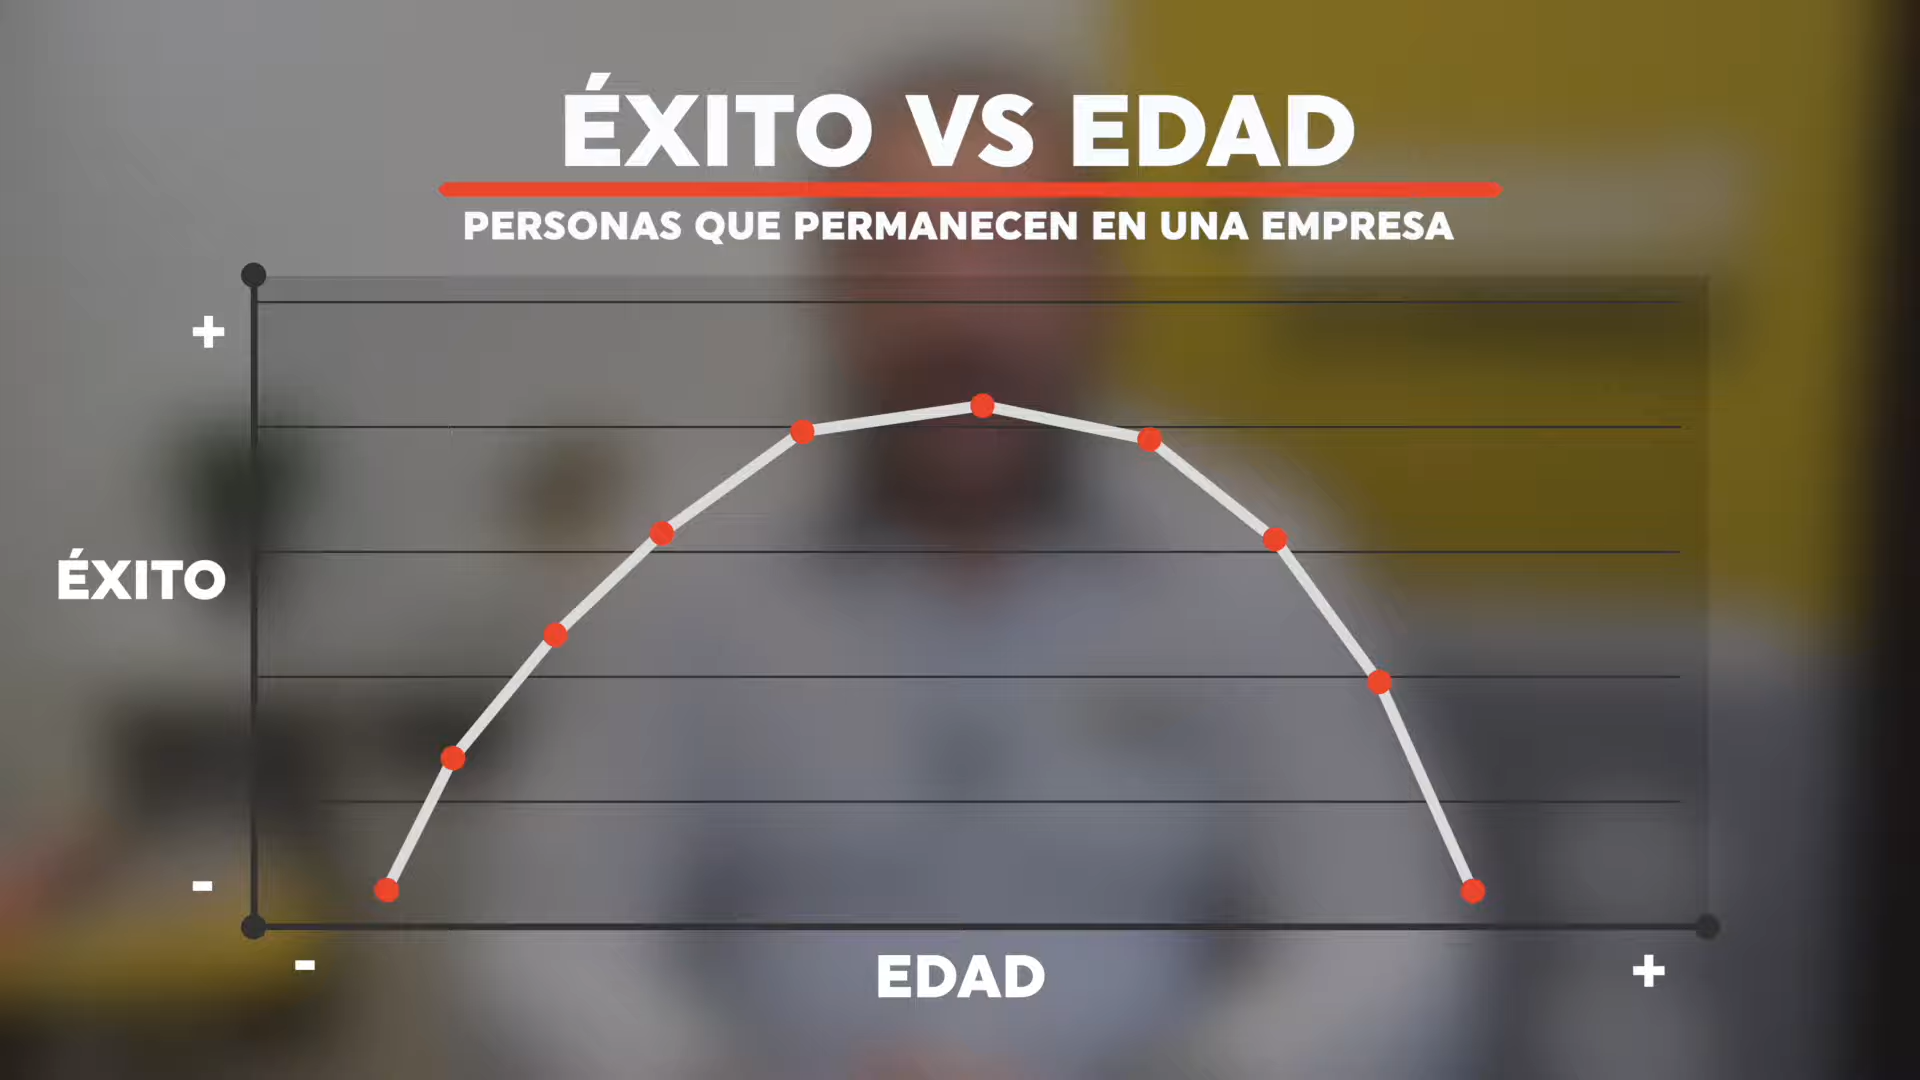 ÉXITO VS EDAD
PERSONAS QUE PERMANECEN EN UNA EMPRESA
+
ÉXITO
-
-
EDAD
+